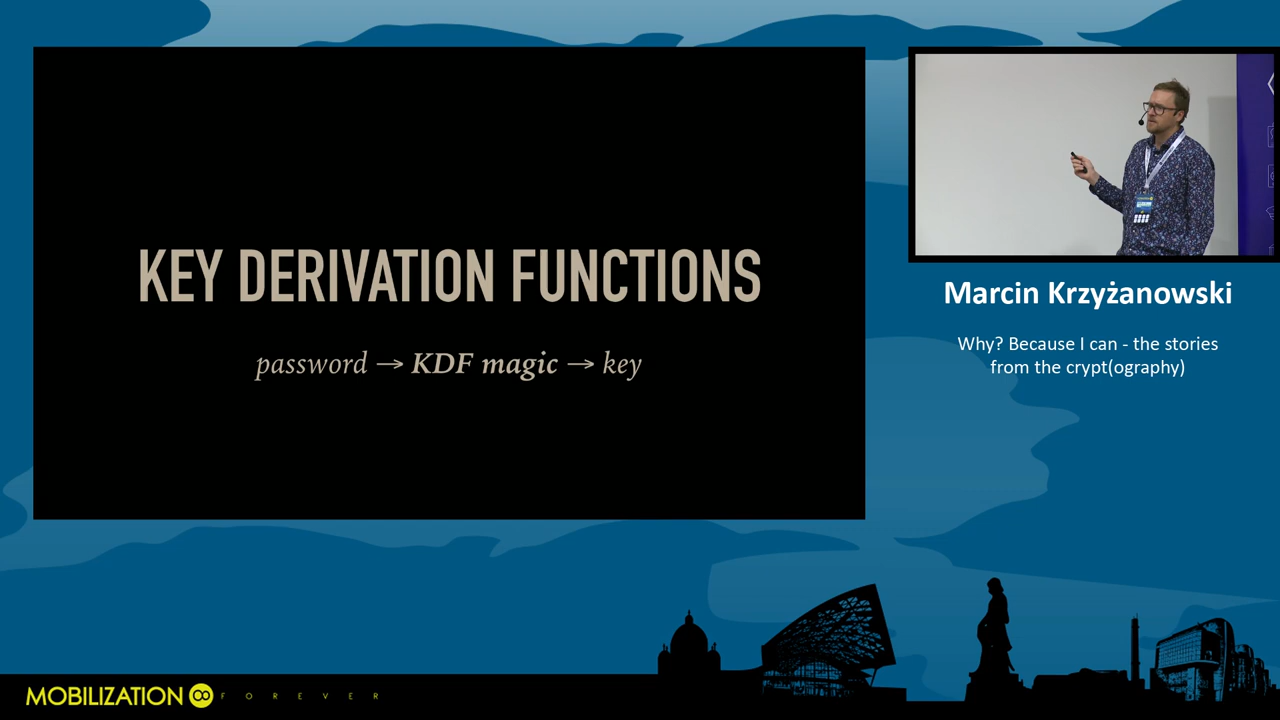 KEY DERIVATION FUNCTIONS
password → KDF magic → key
Marcin Krzyżanowski
Why? Because I can - the stories
from the crypt(ography)
MOBILIZATION FOREVER